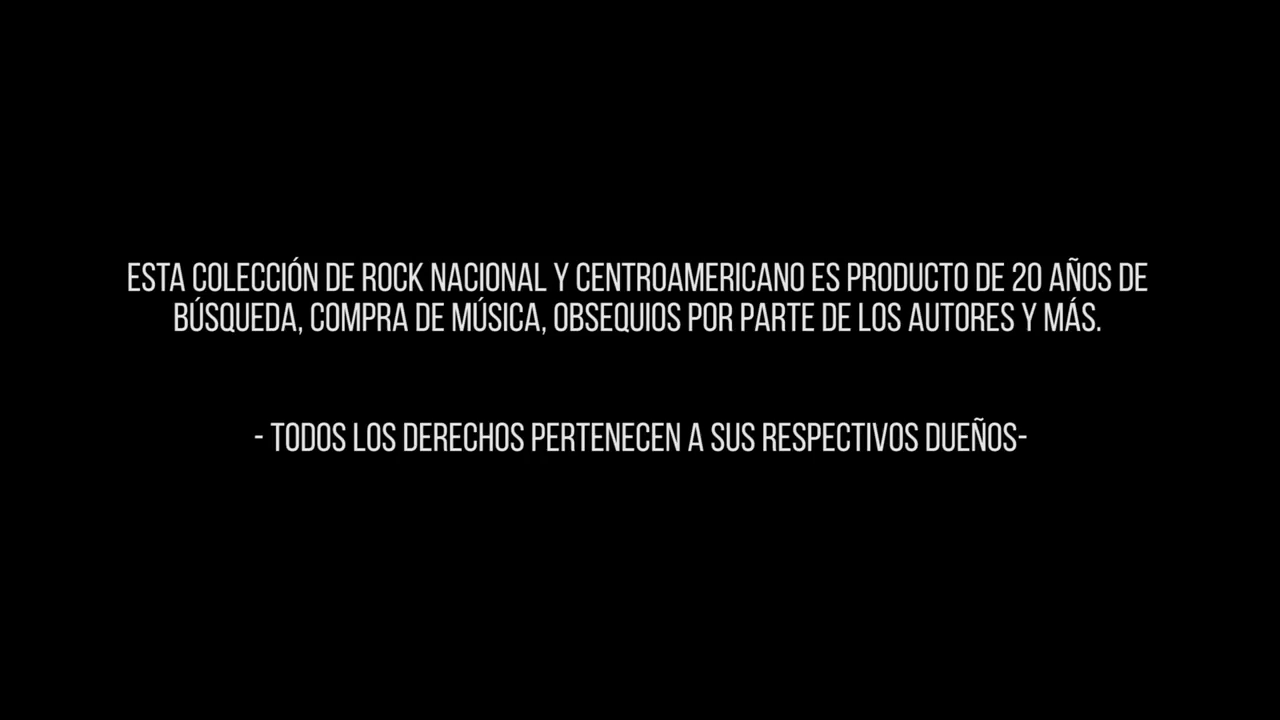 ESTA COLECCIÓN DE ROCK NACIONAL Y CENTROAMERICANO ES PRODUCTO DE 20 AÑOS DE
BÚSQUEDA, COMPRA DE MÚSICA, OBSEQUIOS POR PARTE DE LOS AUTORES Y MÁS.
- TODOS LOS DERECHOS PERTENECEN A SUS RESPECTIVOS DUEÑOS-